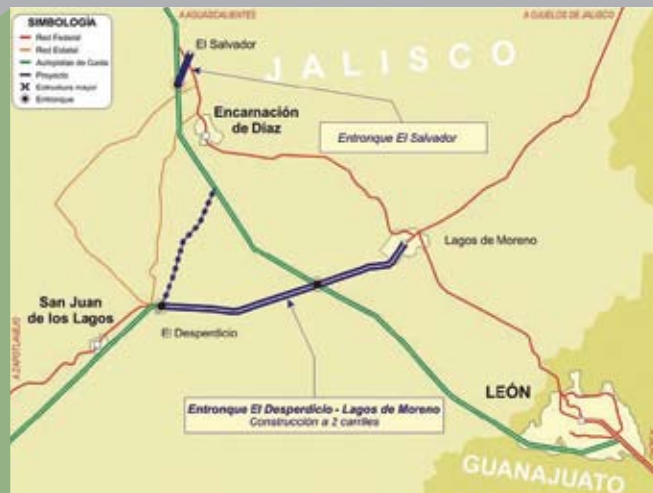 SIMBOLOGÍA
Red Federal
Red Estatal
Autopistas de Cuota
Proyecto
Estructura mayor
Entronque
A AGUASCALIENTES
A OJUELOS DE JALISCO
El Salvador
JALISCO
Encarnación
de Díaz
Entronque El Salvador
Lagos de Moreno
San Juan
de los Lagos
El Desperdicio
A ZAPOTLANEJO
Entronque El Desperdicio - Lagos de Moreno
Construcción a 2 carriles
LEÓN
GUANAJUATO